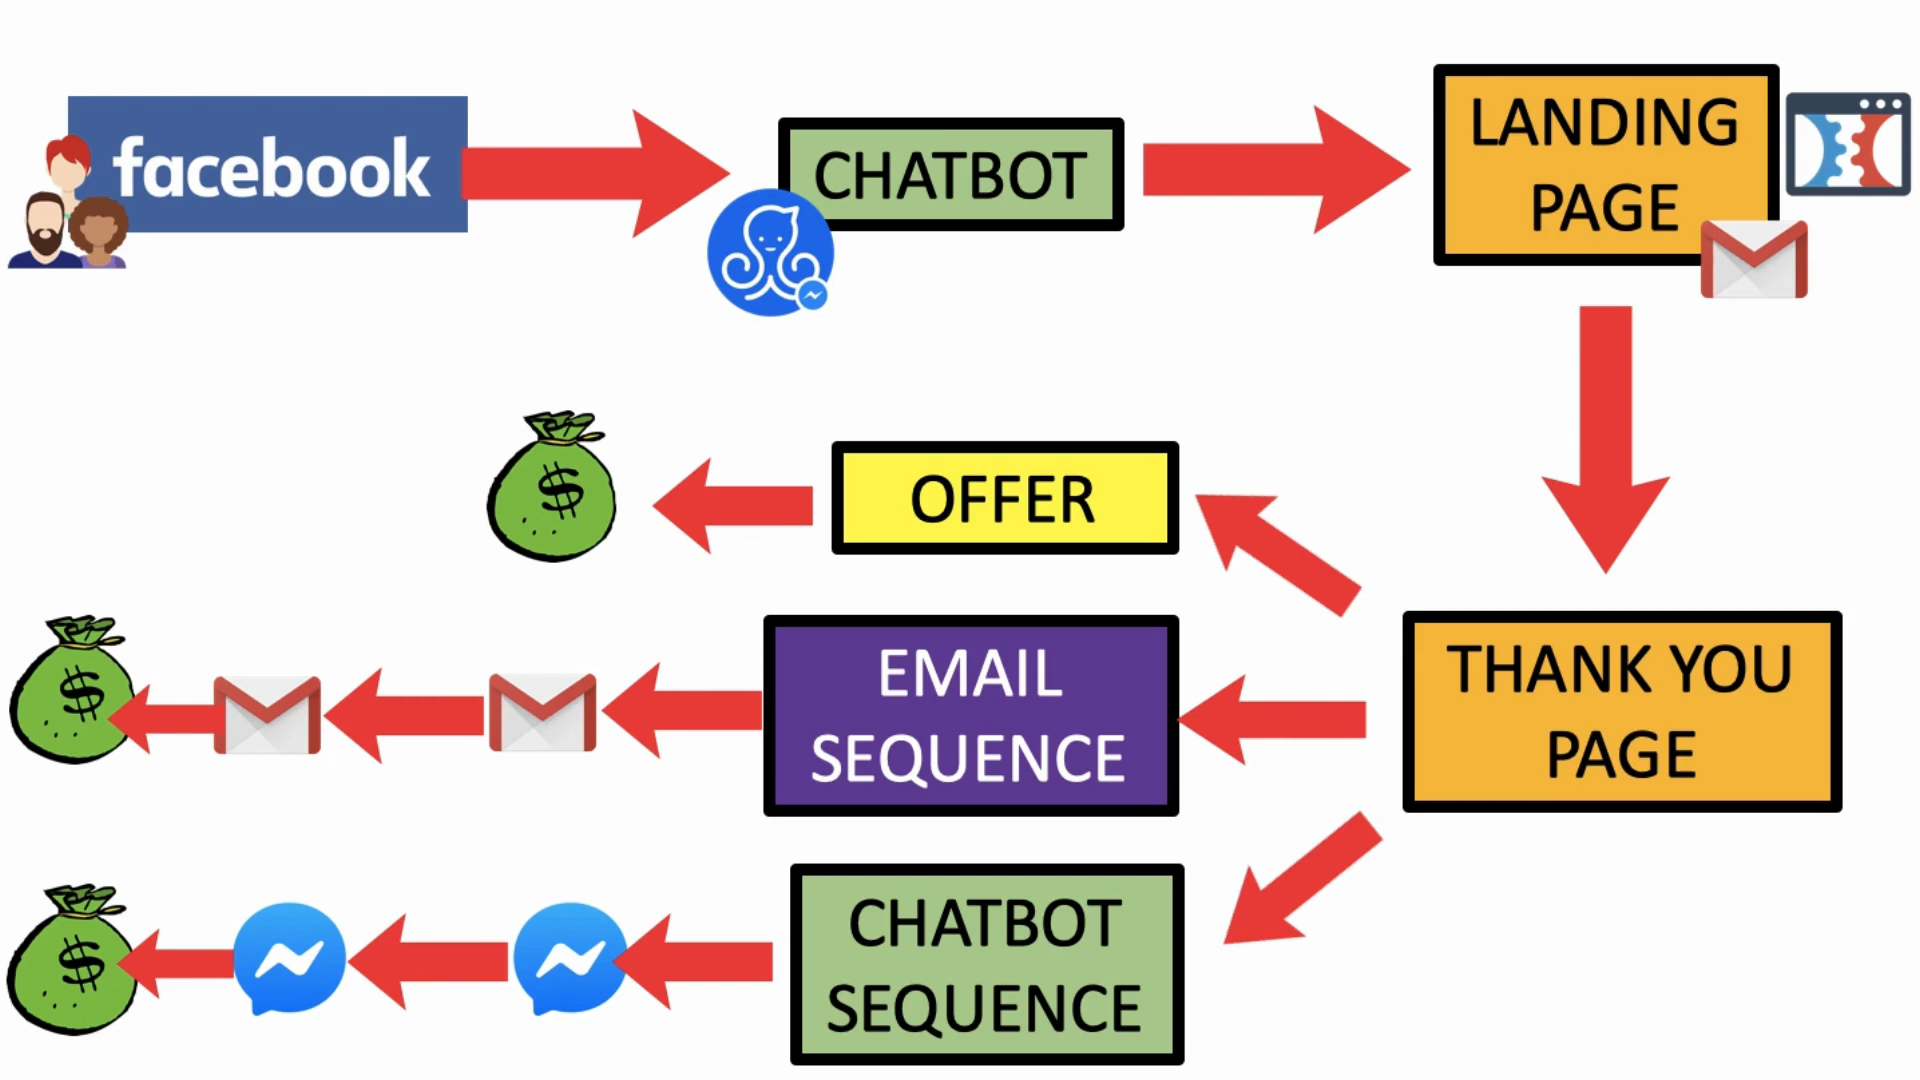 facebook
CHATBOT
LANDING
PAGE
$
OFFER
$
EMAIL
SEQUENCE
THANK YOU
PAGE
$
CHATBOT
SEQUENCE